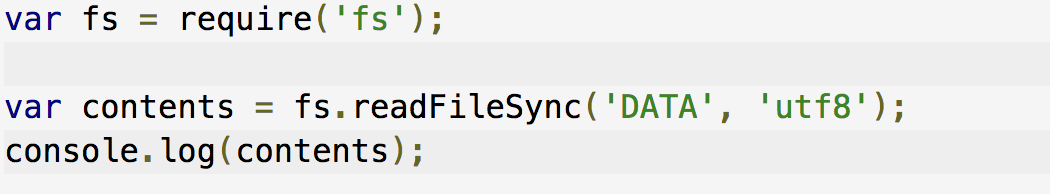 var fs = require('fs');
var contents = fs.readFileSync('DATA', 'utf8');
console.log(contents);